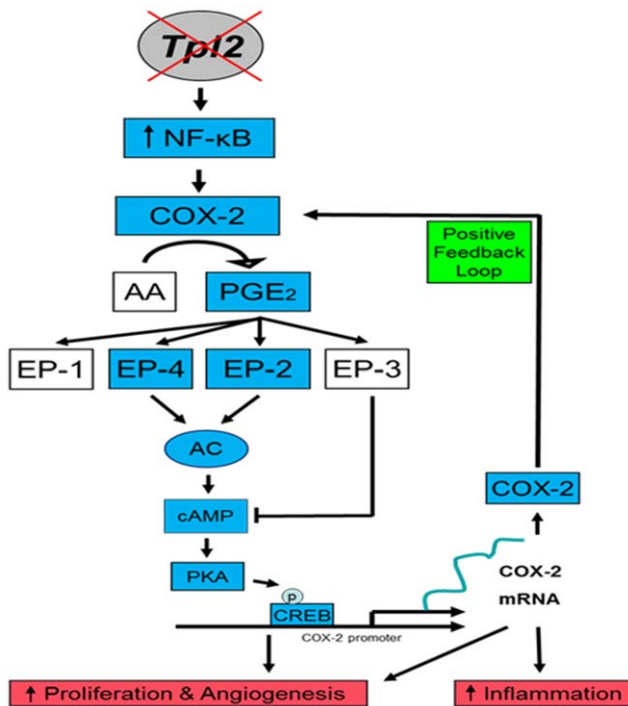 Tpl2
↑ NF-κB
COX-2
Positive
Feedback
Loop
AA
PGE₂
EP-1
EP-4
EP-2
EP-3
AC
COX-2
cAMP
COX-2
mRNA
PKA
p
CREB
COX-2 promoter
↑ Proliferation & Angiogenesis
↑ Inflammation